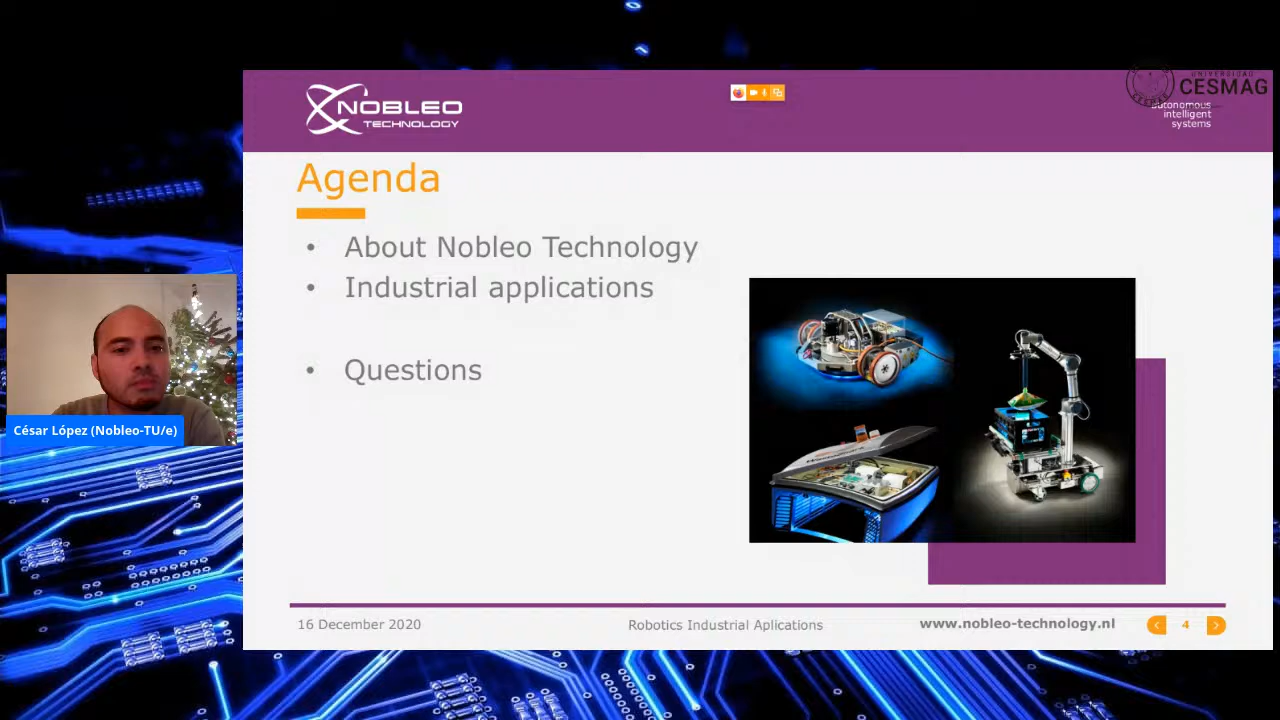 NOBLEO
TECHNOLOGY
UNIVERSIDAD
CESMAG
autonomous
intelligent
systems
Agenda
• About Nobleo Technology
• Industrial applications
• Questions
César López (Nobleo-TU/e)
16 December 2020
Robotics Industrial Aplications
www.nobleo-technology.nl
4